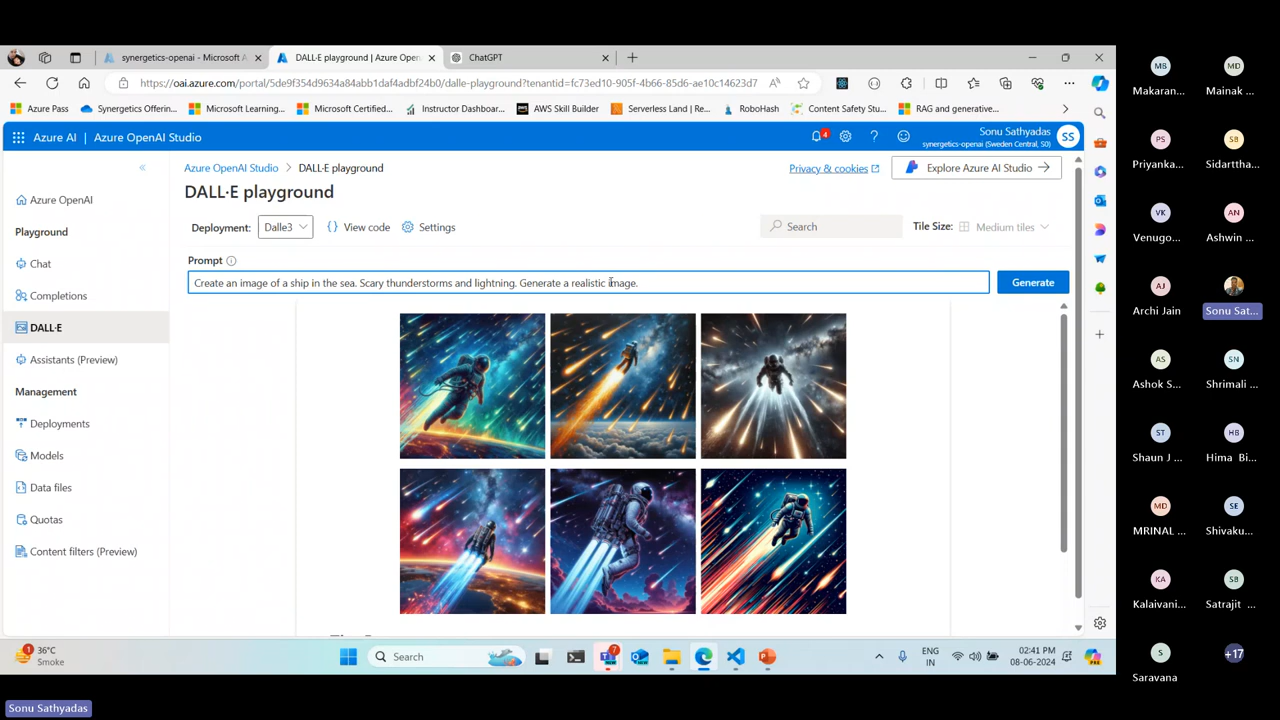 synergetics-openai - Microsoft A
DALL·E playground | Azure Open
ChatGPT
https://oai.azure.com/portal/5de9f354d9634a84abb1daf4adbf24b0/dalle-playground?tenantid=fc73ed10-905f-4b66-85d6-ae10c14623d7
Azure Pass
Synergetics Offerin...
Microsoft Learning...
Microsoft Certified...
Instructor Dashboar...
AWS Skill Builder
Serverless Land | Re...
RoboHash
Content Safety Stu...
RAG and generative...
Azure AI | Azure OpenAI Studio
4
Sonu Sathyadas
synergetics-openai (Sweden Central, S0)
SS
Azure OpenAI Studio > DALL·E playground
Privacy & cookies
Explore Azure AI Studio
DALL·E playground
Deployment: Dalle3
View code
Settings
Search
Tile Size: Medium tiles
Prompt
Create an image of a ship in the sea. Scary thunderstorms and lightning. Generate a realistic image.
Generate
Azure OpenAI
Playground
Chat
Completions
DALL·E
Assistants (Preview)
Management
Deployments
Models
Data files
Quotas
Content filters (Preview)
1
36°C
Smoke
Search
7
ENG
IN
02:41 PM
08-06-2024
MB
Makaran...
MD
Mainak ...
PS
Priyanka...
SB
Sidarttha...
VK
Venugo...
AN
Ashwin ...
AJ
Archi Jain
Sonu Sat...
AS
Ashok S...
SN
Shrimali ...
ST
Shaun J ...
HB
Hima Bi...
MD
MRINAL ...
SE
Shivaku...
KA
Kalaivani...
SB
Satrajit ...
S
Saravana
+17
Sonu Sathyadas